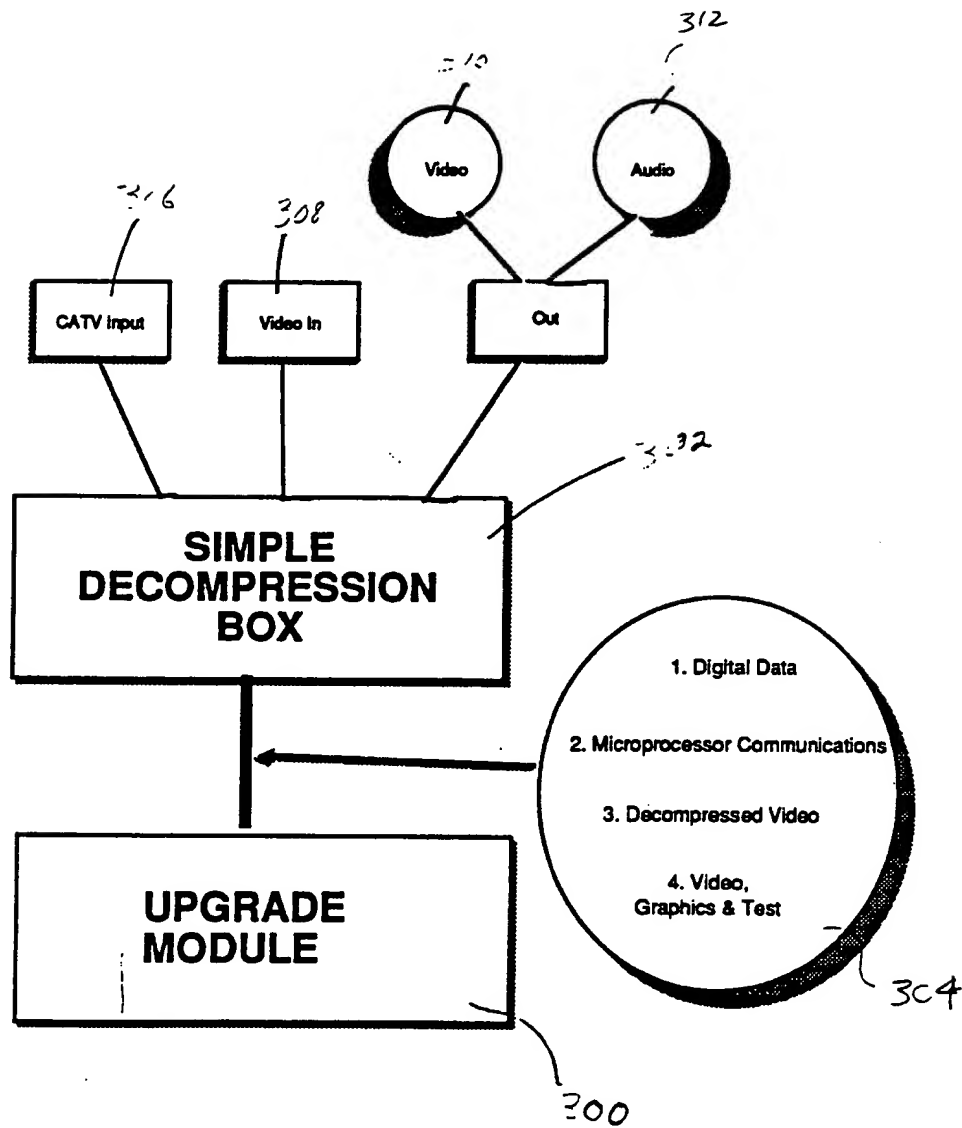 312
Video
Audio
308
CATV Input
Video In
Out
SIMPLE
DECOMPRESSION
BOX
1. Digital Data
2. Microprocessor Communications
3. Decompressed Video
4. Video,
Graphics & Test
UPGRADE
MODULE
304
300